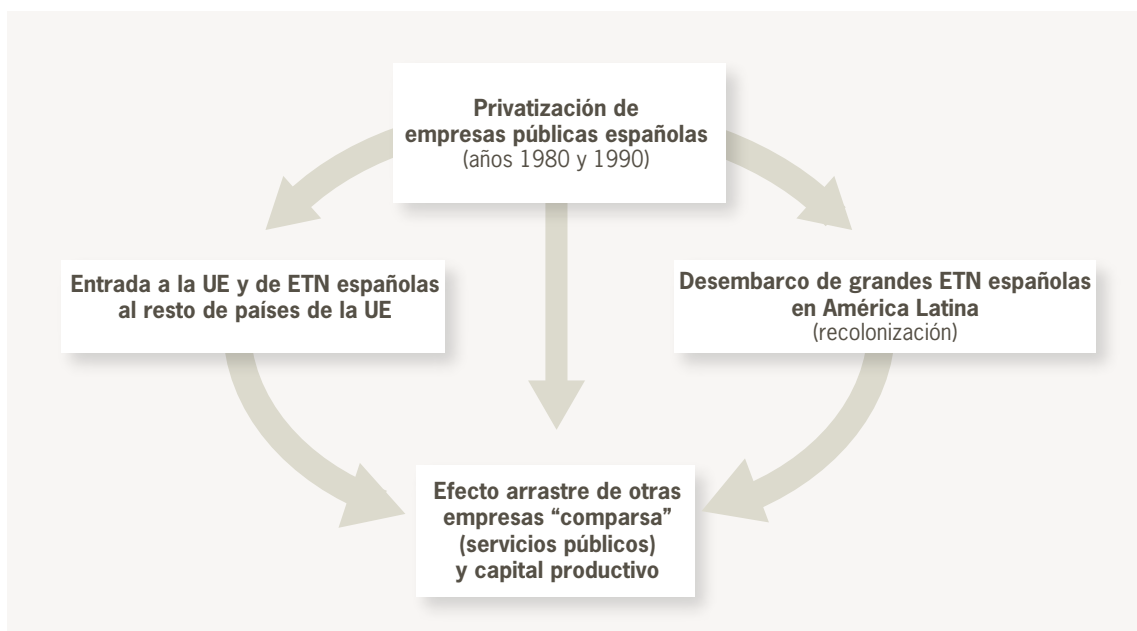 Privatización de
empresas públicas españolas
(años 1980 y 1990)
Entrada a la UE y de ETN españolas
al resto de países de la UE
Desembarco de grandes ETN españolas
en América Latina
(recolonización)
Efecto arrastre de otras
empresas “comparsa”
(servicios públicos)
y capital productivo